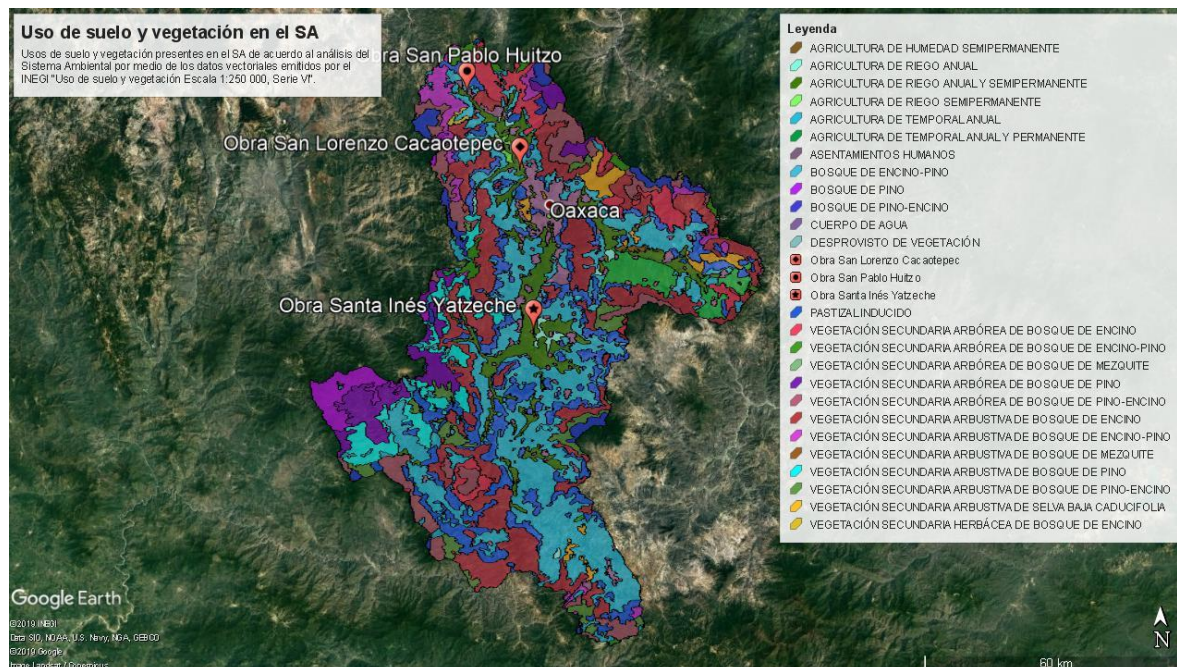 Uso de suelo y vegetación en el SA
Usos de suelo y vegetación presentes en el SA de acuerdo al análisis del
Sistema Ambiental por medio de los datos vectoriales emitidos por el
INEGI "Uso de suelo y vegetación Escala 1:250 000, Serie VI".
bra San Pablo Huitzo
Obra San Lorenzo Cacaotepec
Oaxaca
Obra Santa Inés Yatzeche
Leyenda
AGRICULTURA DE HUMEDAD SEMIPERMANENTE
AGRICULTURA DE RIEGO ANUAL
AGRICULTURA DE RIEGO ANUAL Y SEMIPERMANENTE
AGRICULTURA DE RIEGO SEMIPERMANENTE
AGRICULTURA DE TEMPORAL ANUAL
AGRICULTURA DE TEMPORAL ANUAL Y PERMANENTE
ASENTAMIENTOS HUMANOS
BOSQUE DE ENCINO-PINO
BOSQUE DE PINO
BOSQUE DE PINO-ENCINO
CUERPO DE AGUA
DESPROVISTO DE VEGETACIÓN
Obra San Lorenzo Cacaotepec
Obra San Pablo Huitzo
Obra Santa Inés Yatzeche
PASTIZAL INDUCIDO
VEGETACIÓN SECUNDARIA ARBÓREA DE BOSQUE DE ENCINO
VEGETACIÓN SECUNDARIA ARBÓREA DE BOSQUE DE ENCINO-PINO
VEGETACIÓN SECUNDARIA ARBÓREA DE BOSQUE DE MEZQUITE
VEGETACIÓN SECUNDARIA ARBÓREA DE BOSQUE DE PINO
VEGETACIÓN SECUNDARIA ARBÓREA DE BOSQUE DE PINO-ENCINO
VEGETACIÓN SECUNDARIA ARBUSTIVA DE BOSQUE DE ENCINO
VEGETACIÓN SECUNDARIA ARBUSTIVA DE BOSQUE DE ENCINO-PINO
VEGETACIÓN SECUNDARIA ARBUSTIVA DE BOSQUE DE MEZQUITE
VEGETACIÓN SECUNDARIA ARBUSTIVA DE BOSQUE DE PINO
VEGETACIÓN SECUNDARIA ARBUSTIVA DE BOSQUE DE PINO-ENCINO
VEGETACIÓN SECUNDARIA ARBUSTIVA DE SELVA BAJA CADUCIFOLIA
VEGETACIÓN SECUNDARIA HERBÁCEA DE BOSQUE DE ENCINO
Google Earth
©2019 INEGI
Data SIO, NOAA, U.S. Navy, NGA, GEBCO
©2019 Google
Image Landsat / Copernicus
N
60 km